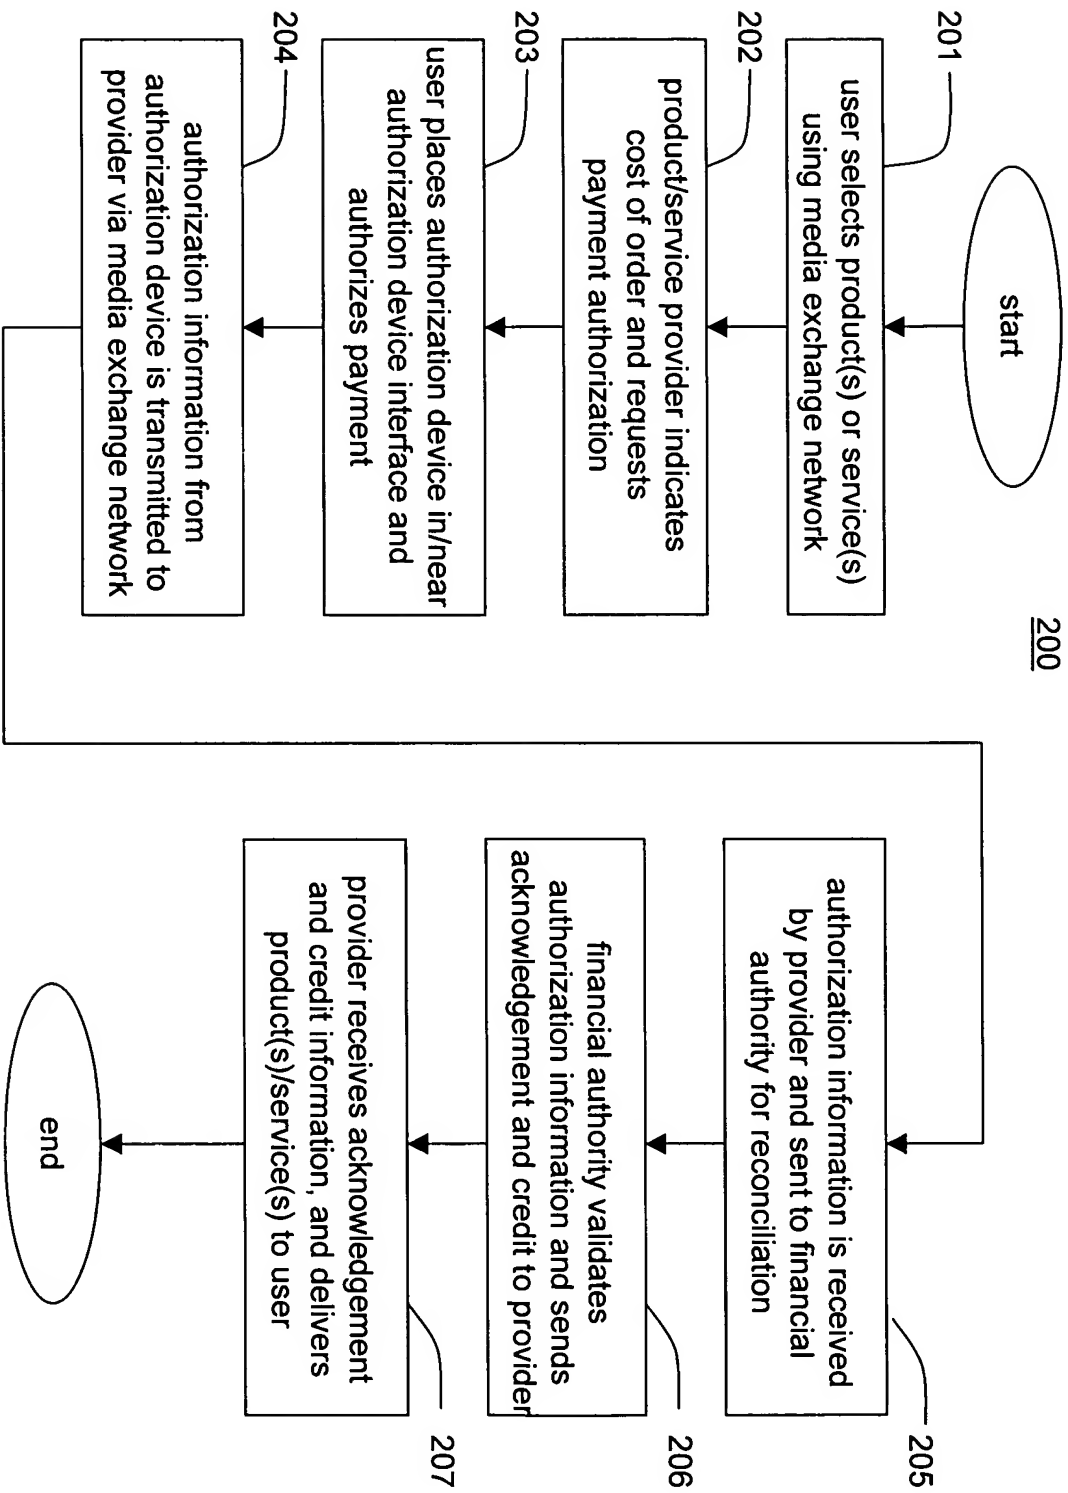 200
start
201
user selects product(s) or service(s)
using media exchange network
202
product/service provider indicates
cost of order and requests
payment authorization
203
user places authorization device in/near
authorization device interface and
authorizes payment
204
authorization information from
authorization device is transmitted to
provider via media exchange network
205
authorization information is received
by provider and sent to financial
authority for reconciliation
206
financial authority validates
authorization information and sends
acknowledgement and credit to provider
207
provider receives acknowledgement
and credit information, and delivers
product(s)/service(s) to user
end